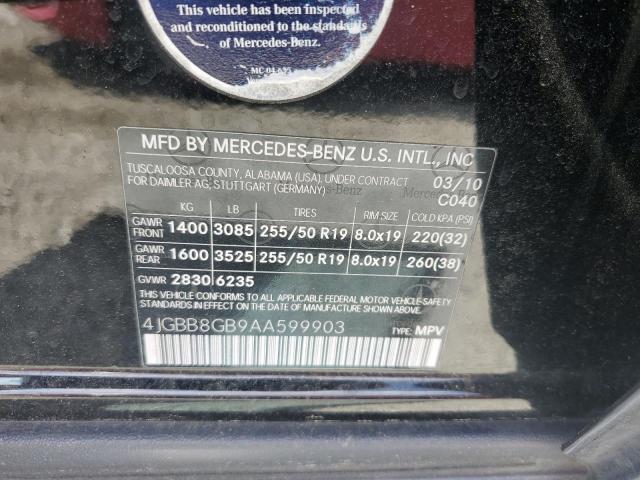 This vehicle has been inspected
and reconditioned to the standards
of Mercedes-Benz.
MFD BY MERCEDES-BENZ U.S. INTL., INC
TUSCALOOSA COUNTY, ALABAMA (USA), UNDER CONTRACT 03/10
FOR DAIMLER AG, STUTTGART (GERMANY) C040
KG LB TIRES RIM SIZE COLD KPA (PSI)
GAWR FRONT 1400 3085 255/50 R19 8.0x19 220(32)
GAWR REAR 1600 3525 255/50 R19 8.0x19 260(38)
GVWR 2830 6235
THIS VEHICLE CONFORMS TO ALL APPLICABLE FEDERAL MOTOR VEHICLE-SAFETY
STANDARDS IN EFFECT ON THE DATE OF MANUFACTURE SHOWN ABOVE.
4JGBB8GB9AA599903
TYPE: MPV